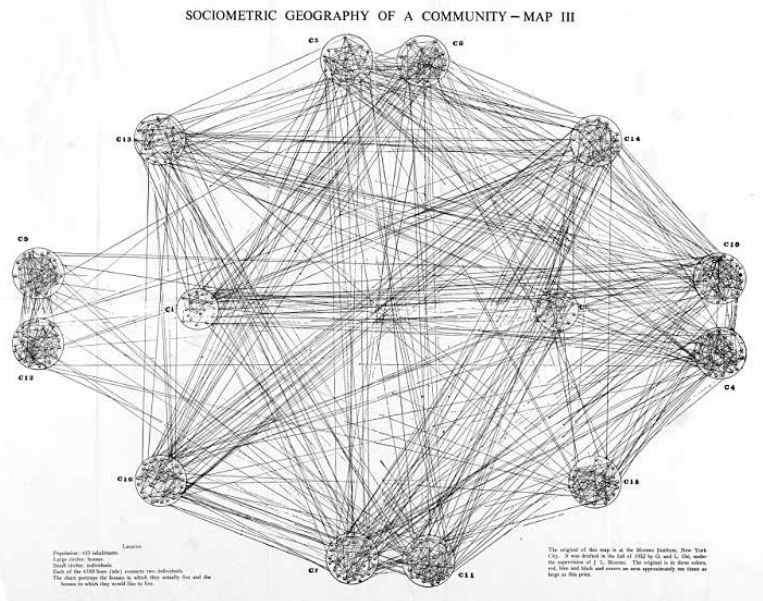 SOCIOMETRIC GEOGRAPHY OF A COMMUNITY — MAP III
C3
C6
C13
C14
C9
C10
C1
C12
C4
C16
C15
C7
C11
Legend
Population: 435 inhabitants.
Large circles: houses
Small circles: individuals.
Each of the 4350 lines (ink) connects two individuals.
The chart portrays the houses in which they actually live and the
houses in which they would like to live.
The original of this map is at the Moreno Institute, New York
City. It was drafted in the fall of 1932 by O. and L. Osl, under
the supervision of J. L. Moreno. The original is in three colors,
red, blue and black and covers an area approximately ten times as
large as this print.